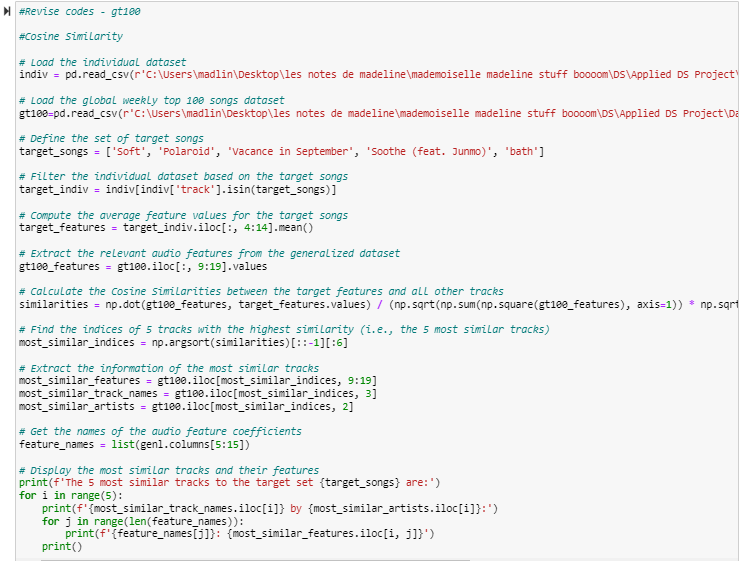 #Revise codes - gt100
#Cosine Similarity
# Load the individual dataset
indiv = pd.read_csv(r'C:\Users\madlin\Desktop\les notes de madeline\mademoiselle madeline stuff boooom\DS\Applied DS Project\
# Load the global weekly top 100 songs dataset
gt100=pd.read_csv(r'C:\Users\madlin\Desktop\les notes de madeline\mademoiselle madeline stuff boooom\DS\Applied DS Project\Da
# Define the set of target songs
target_songs = ['Soft', 'Polaroid', 'Vacance in September', 'Soothe (feat. Junmo)', 'bath']
# Filter the individual dataset based on the target songs
target_indiv = indiv[indiv['track'].isin(target_songs)]
# Compute the average feature values for the target songs
target_features = target_indiv.iloc[:, 4:14].mean()
# Extract the relevant audio features from the generalized dataset
gt100_features = gt100.iloc[:, 9:19].values
# Calculate the Cosine Similarities between the target features and all other tracks
similarities = np.dot(gt100_features, target_features.values) / (np.sqrt(np.sum(np.square(gt100_features), axis=1)) * np.sqrt
# Find the indices of 5 tracks with the highest similarity (i.e., the 5 most similar tracks)
most_similar_indices = np.argsort(similarities)[::-1][:6]
# Extract the information of the most similar tracks
most_similar_features = gt100.iloc[most_similar_indices, 9:19]
most_similar_track_names = gt100.iloc[most_similar_indices, 3]
most_similar_artists = gt100.iloc[most_similar_indices, 2]
# Get the names of the audio feature coefficients
feature_names = list(genl.columns[5:15])
# Display the most similar tracks and their features
print(f'The 5 most similar tracks to the target set {target_songs} are:')
for i in range(5):
    print(f'{most_similar_track_names.iloc[i]} by {most_similar_artists.iloc[i]}:')
    for j in range(len(feature_names)):
        print(f'{feature_names[j]}: {most_similar_features.iloc[i, j]}')
    print()